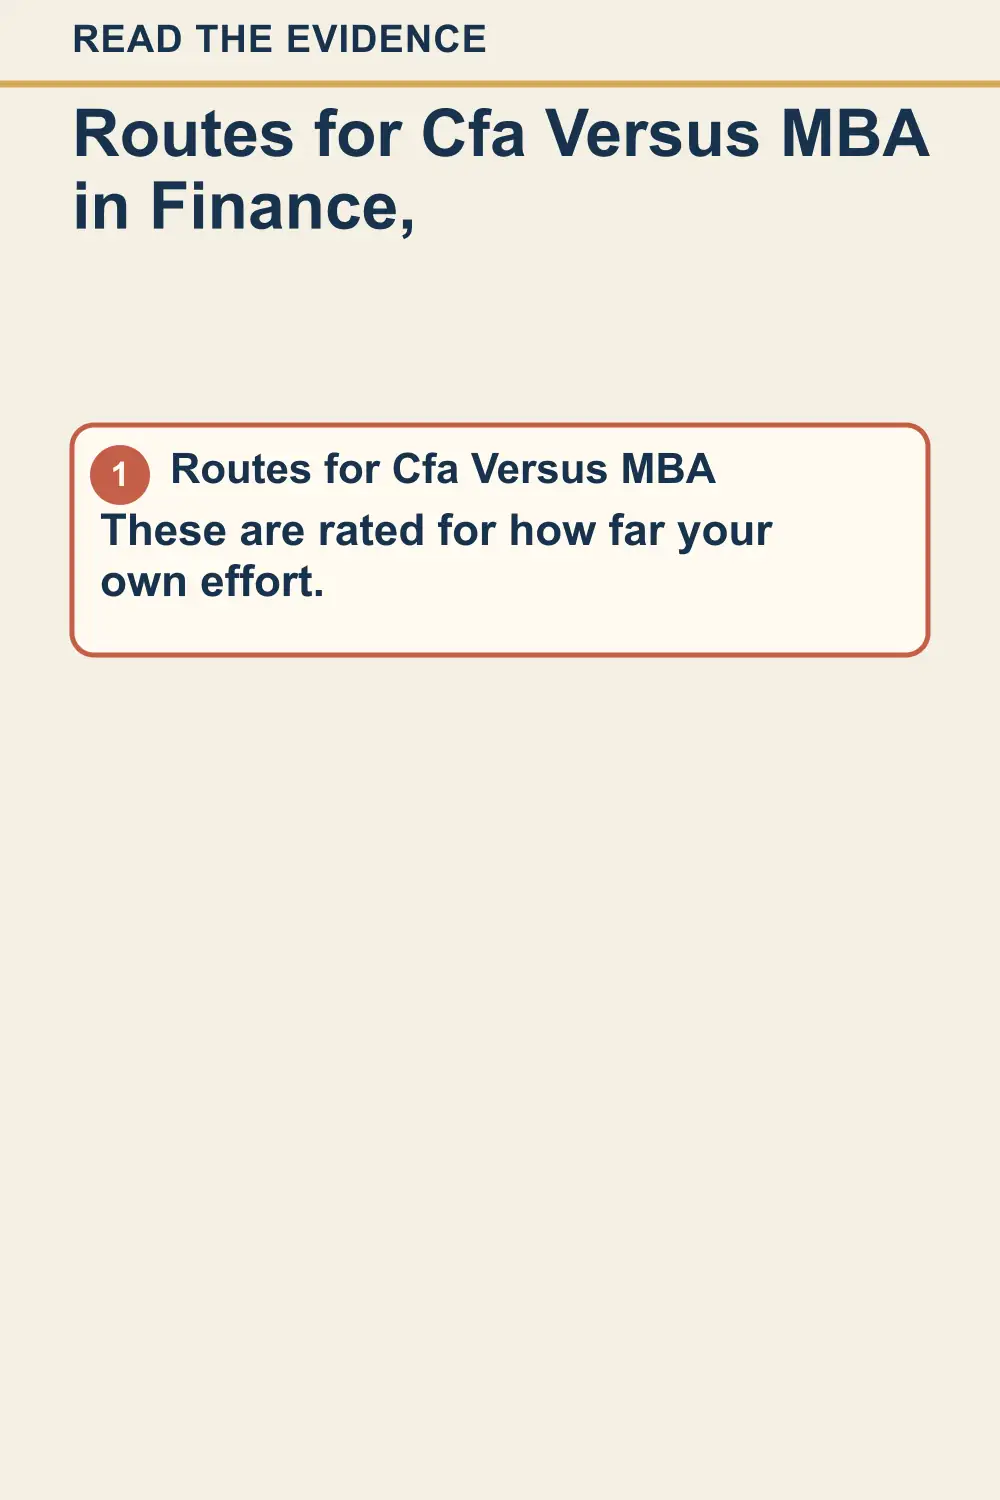 READ THE EVIDENCE
Routes for Cfa Versus MBA
in Finance,
1 Routes for Cfa Versus MBA
These are rated for how far your
own effort.